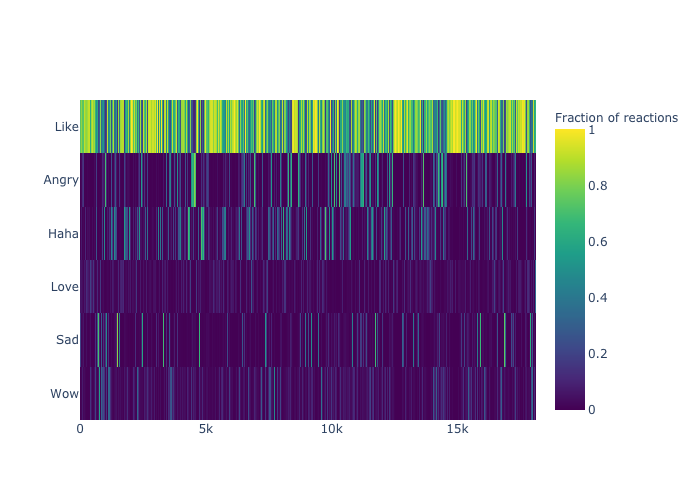 Fraction of reactions
Like
Angry
Haha
Love
Sad
Wow
0
5k
10k
15k
1
0.8
0.6
0.4
0.2
0